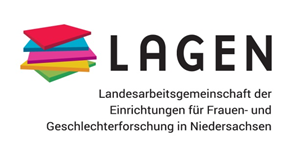 LAGEN
Landesarbeitsgemeinschaft der
Einrichtungen für Frauen- und
Geschlechterforschung in Niedersachsen